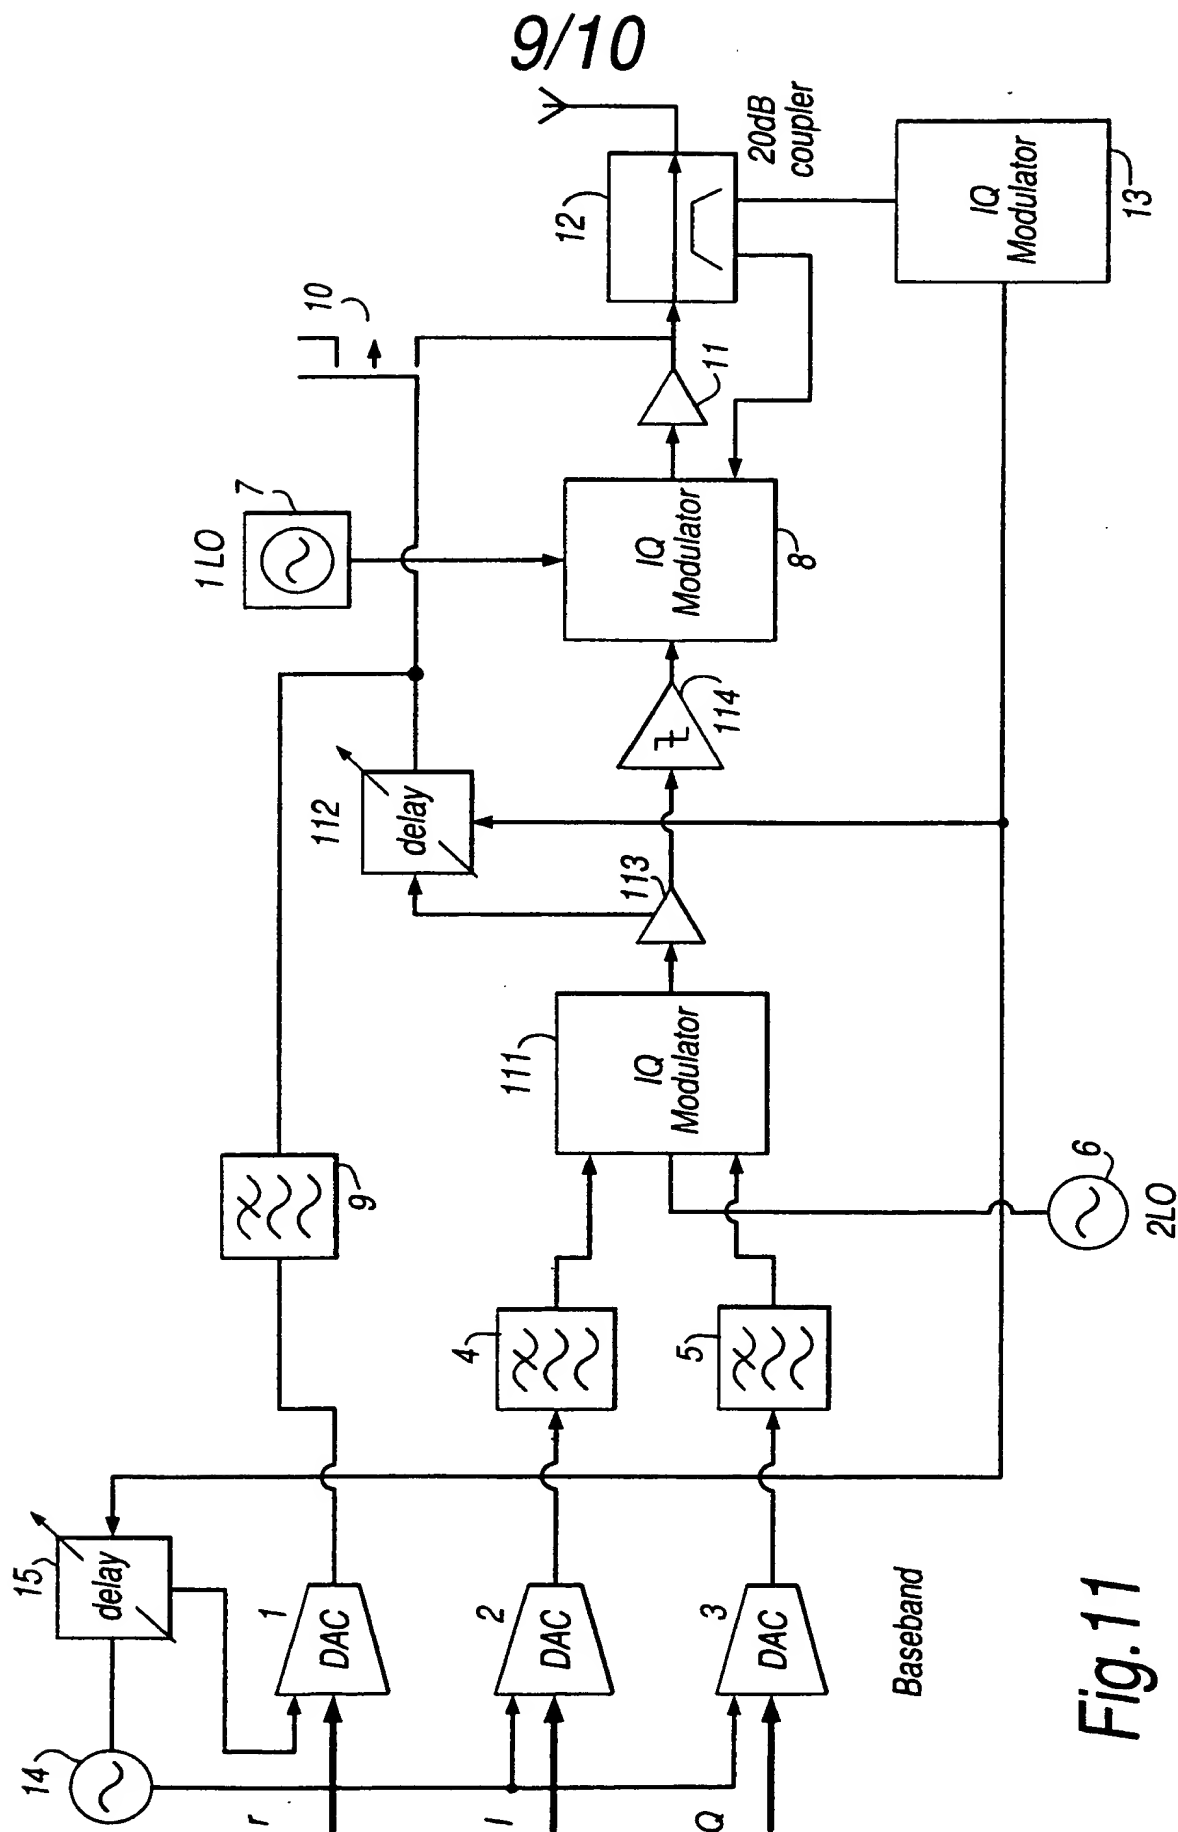 9/10
20dB
coupler
12
10
11
IQ
Modulator
13
1 LO
7
IQ
Modulator
8
112
delay
114
113
111
IQ
Modulator
9
6
2LO
4
5
15
delay
1
DAC
2
DAC
3
DAC
14
r
I
Q
Baseband
Fig.11